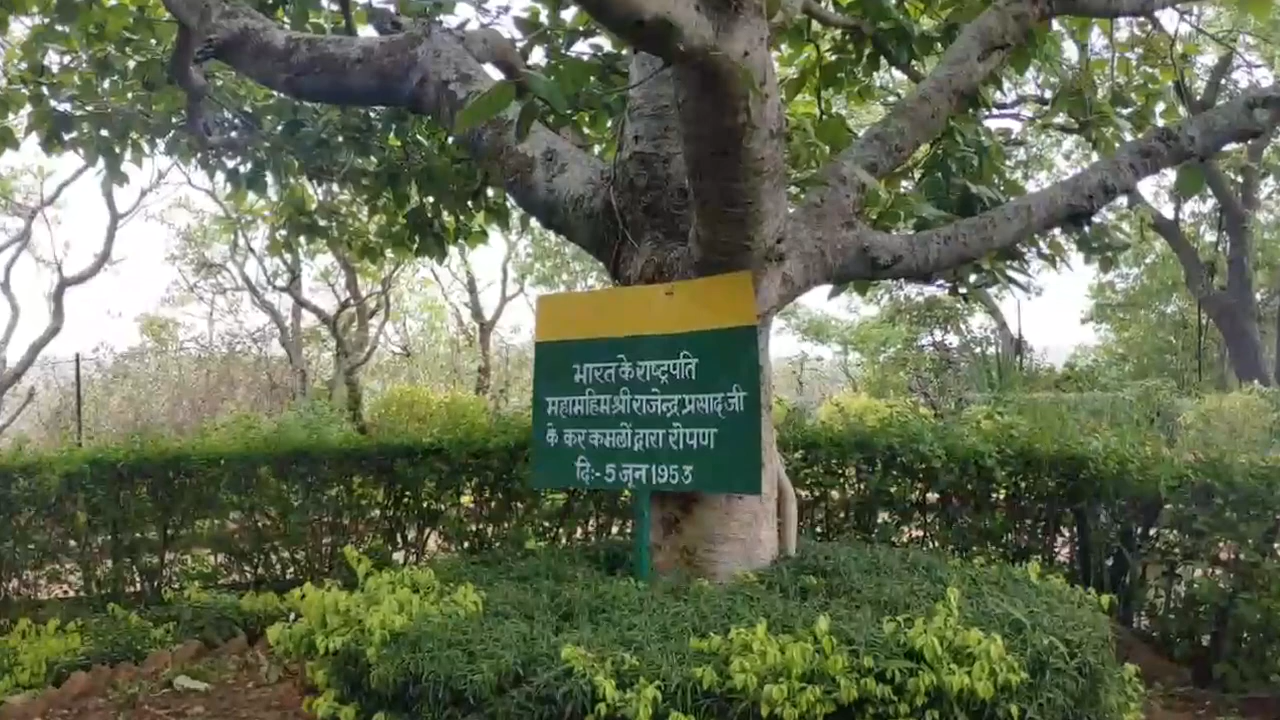 भारत के राष्ट्रपति
महामहिम श्री राजेन्द्र प्रसाद जी
के कर कमलों द्वारा रोपण
दिः- 5 जून 1953